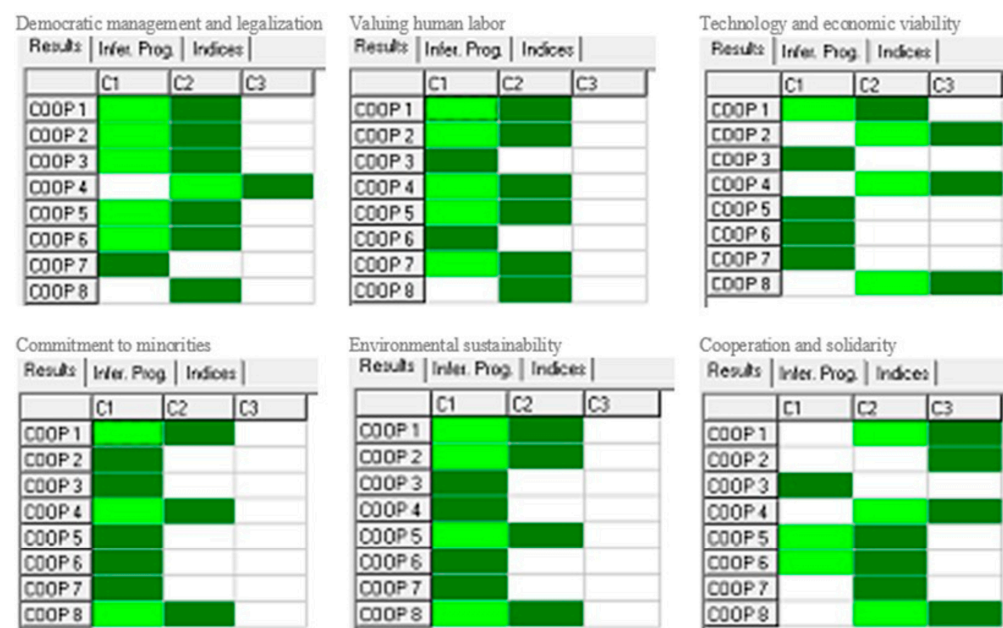 Democratic management and legalization
Results Infer. Prog. Indices
C1 C2 C3
COOP 1
COOP 2
COOP 3
COOP 4
COOP 5
COOP 6
COOP 7
COOP 8
Valuing human labor
Results Infer. Prog. Indices
C1 C2 C3
COOP 1
COOP 2
COOP 3
COOP 4
COOP 5
COOP 6
COOP 7
COOP 8
Technology and economic viability
Results Infer. Prog. Indices
C1 C2 C3
COOP 1
COOP 2
COOP 3
COOP 4
COOP 5
COOP 6
COOP 7
COOP 8
Commitment to minorities
Results Infer. Prog. Indices
C1 C2 C3
COOP 1
COOP 2
COOP 3
COOP 4
COOP 5
COOP 6
COOP 7
COOP 8
Environmental sustainability
Results Infer. Prog. Indices
C1 C2 C3
COOP 1
COOP 2
COOP 3
COOP 4
COOP 5
COOP 6
COOP 7
COOP 8
Cooperation and solidarity
Results Infer. Prog. Indices
C1 C2 C3
COOP 1
COOP 2
COOP 3
COOP 4
COOP 5
COOP 6
COOP 7
COOP 8